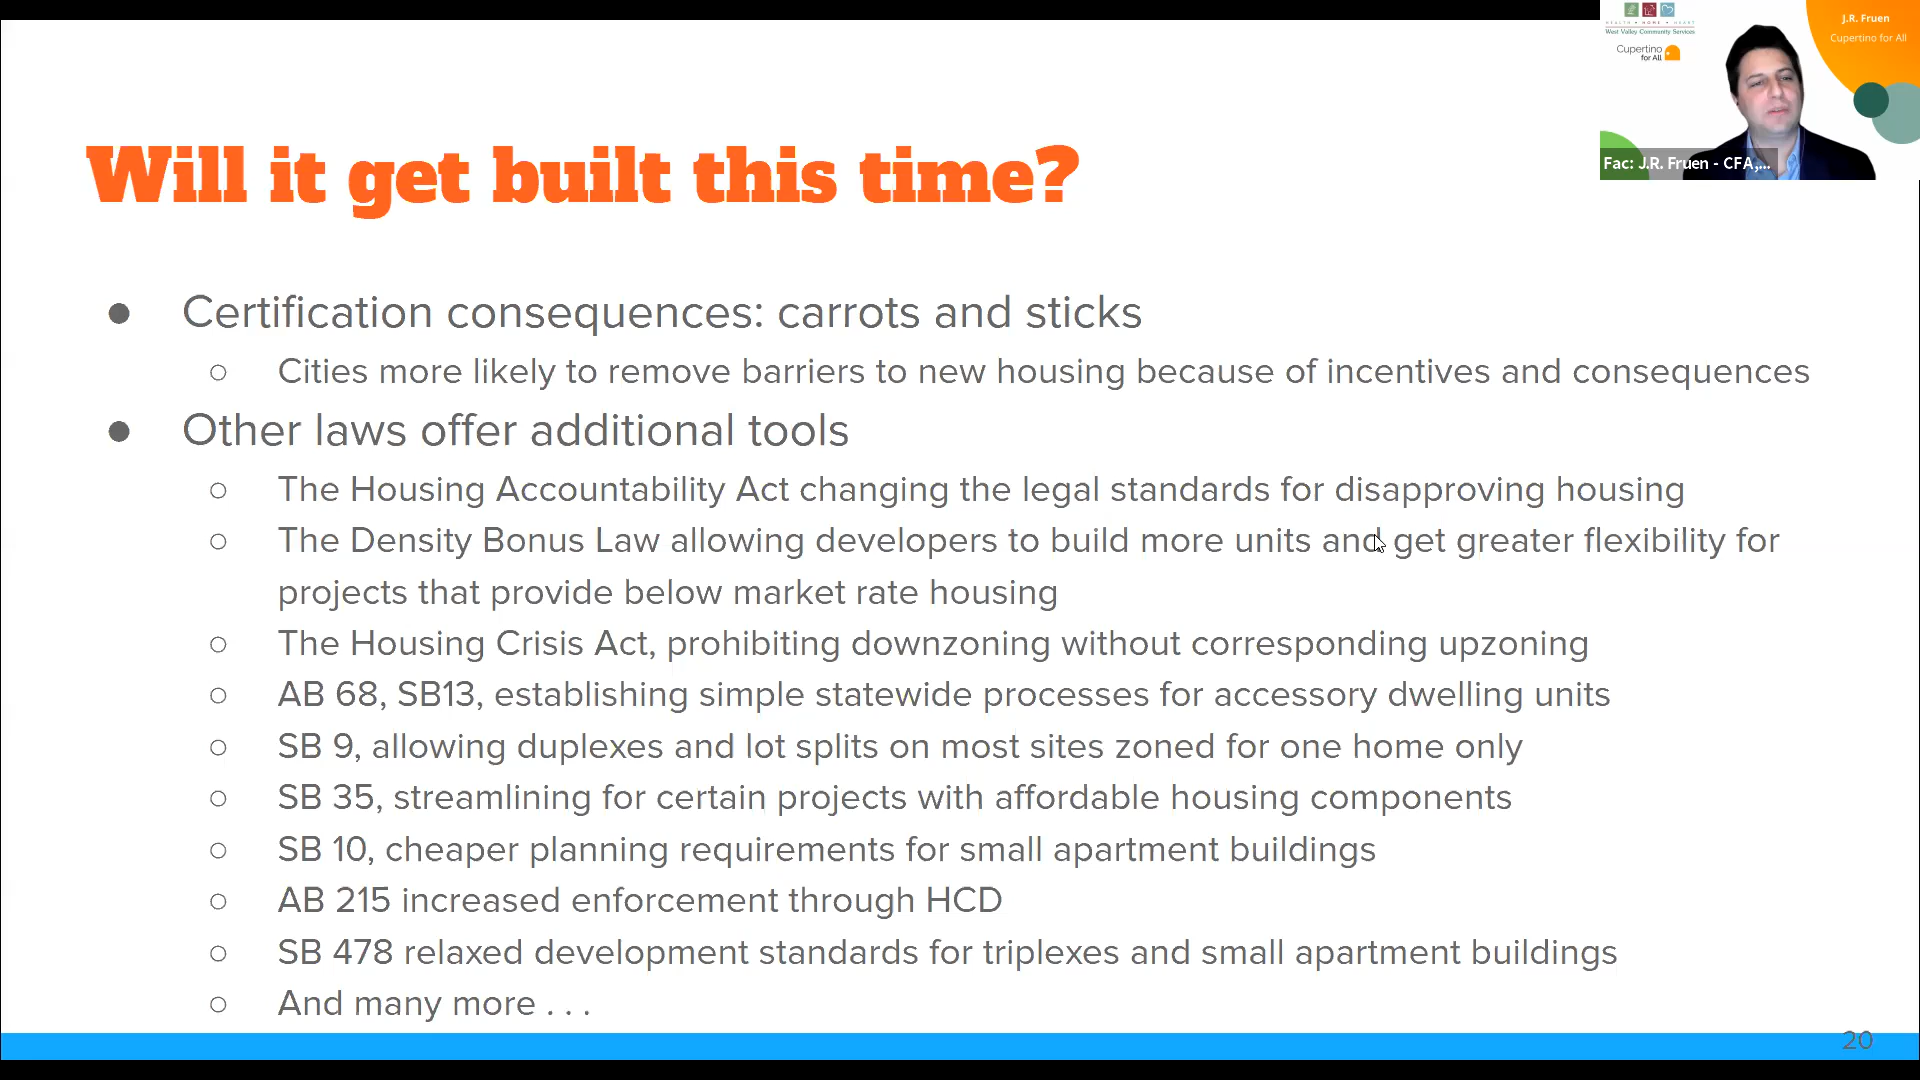 HEALTH • HOME • HEART
West Valley Community Services
Cupertino
for All
J.R. Fruen
Cupertino for All
Fac: J.R. Fruen - CFA,...
Will it get built this time?
● Certification consequences: carrots and sticks
○ Cities more likely to remove barriers to new housing because of incentives and consequences
● Other laws offer additional tools
○ The Housing Accountability Act changing the legal standards for disapproving housing
○ The Density Bonus Law allowing developers to build more units and get greater flexibility for
projects that provide below market rate housing
○ The Housing Crisis Act, prohibiting downzoning without corresponding upzoning
○ AB 68, SB13, establishing simple statewide processes for accessory dwelling units
○ SB 9, allowing duplexes and lot splits on most sites zoned for one home only
○ SB 35, streamlining for certain projects with affordable housing components
○ SB 10, cheaper planning requirements for small apartment buildings
○ AB 215 increased enforcement through HCD
○ SB 478 relaxed development standards for triplexes and small apartment buildings
○ And many more . . .
20